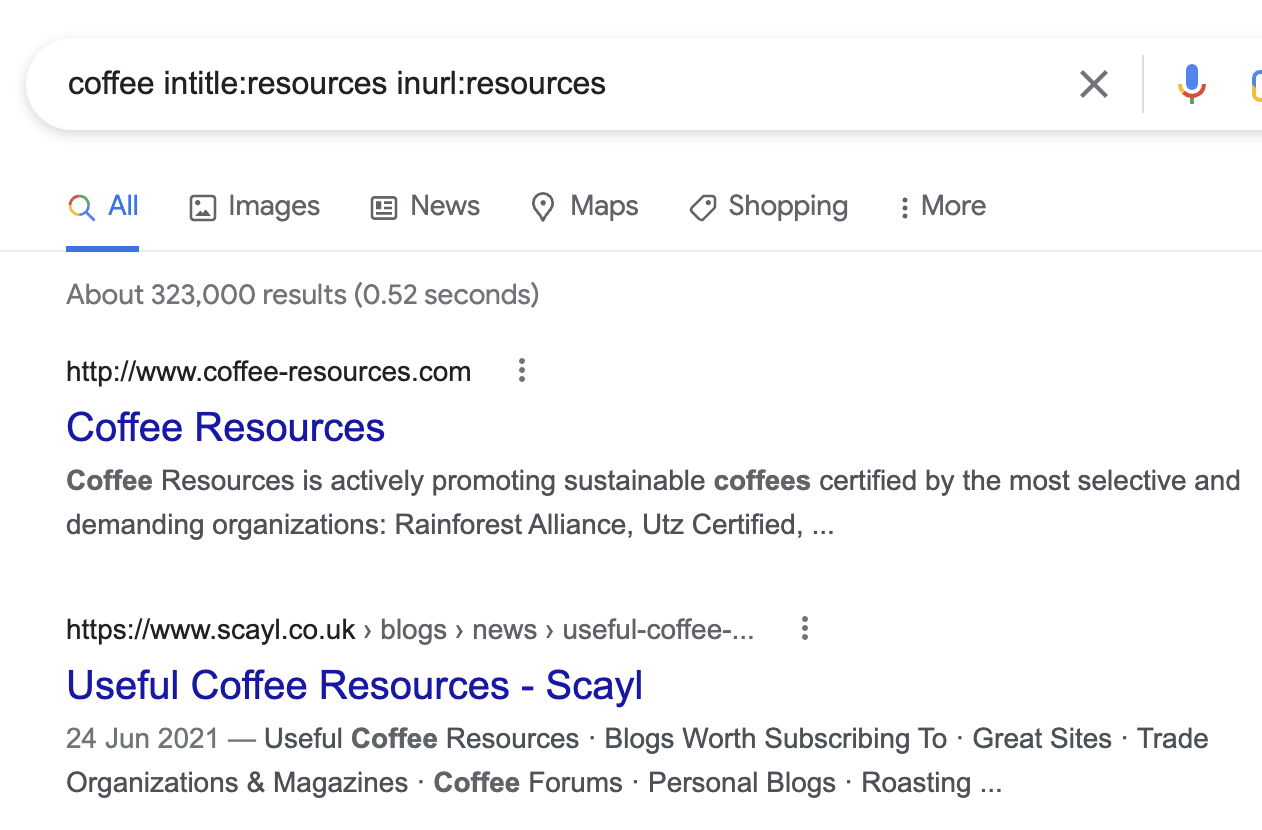 coffee intitle:resources inurl:resources
All Images News Maps Shopping More
About 323,000 results (0.52 seconds)
http://www.coffee-resources.com
Coffee Resources
Coffee Resources is actively promoting sustainable coffees certified by the most selective and
demanding organizations: Rainforest Alliance, Utz Certified, ...
https://www.scayl.co.uk › blogs › news › useful-coffee-...
Useful Coffee Resources - Scayl
24 Jun 2021 — Useful Coffee Resources · Blogs Worth Subscribing To · Great Sites · Trade
Organizations & Magazines · Coffee Forums · Personal Blogs · Roasting ...